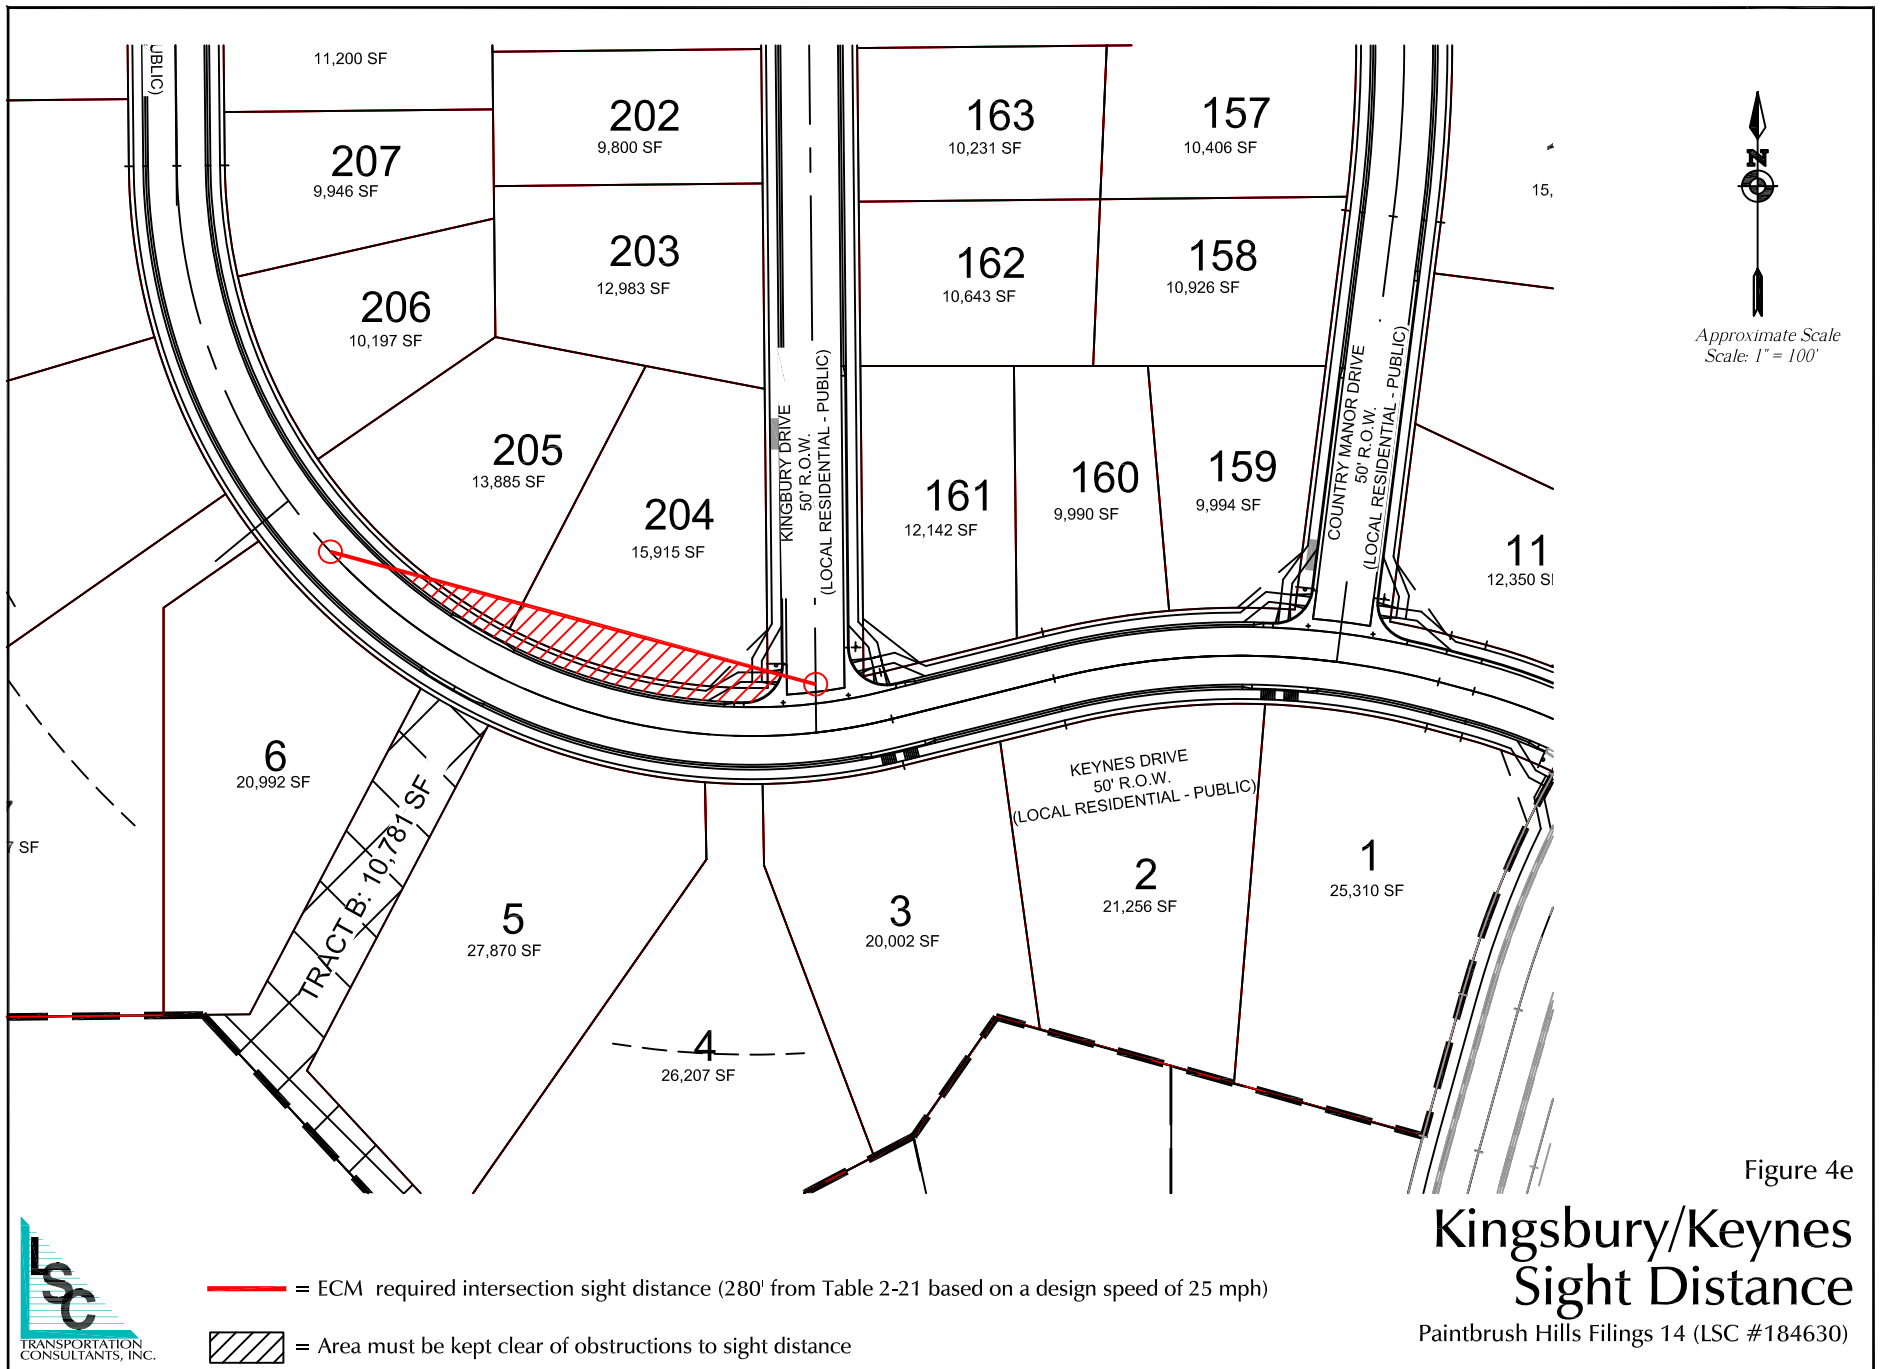 11,200 SF
202
9,800 SF
163
10,231 SF
157
10,406 SF
207
9,946 SF
N
15,
203
12,983 SF
162
10,643 SF
158
10,926 SF
206
10,197 SF
Approximate Scale
Scale: 1" = 100'
KINGBURY DRIVE
50' R.O.W.
(LOCAL RESIDENTIAL - PUBLIC)
COUNTRY MANOR DRIVE
50' R.O.W.
(LOCAL RESIDENTIAL - PUBLIC)
205
13,885 SF
204
15,915 SF
161
12,142 SF
160
9,990 SF
159
9,994 SF
11
12,350 S
6
20,992 SF
TRACT B: 10,781 SF
KEYNES DRIVE
50' R.O.W.
(LOCAL RESIDENTIAL - PUBLIC)
SF
5
27,870 SF
3
20,002 SF
2
21,256 SF
1
25,310 SF
4
26,207 SF
Figure 4e
Kingsbury/Keynes
Sight Distance
Paintbrush Hills Filings 14 (LSC #184630)
LSC
TRANSPORTATION
CONSULTANTS, INC.
= ECM required intersection sight distance (280' from Table 2-21 based on a design speed of 25 mph)
= Area must be kept clear of obstructions to sight distance